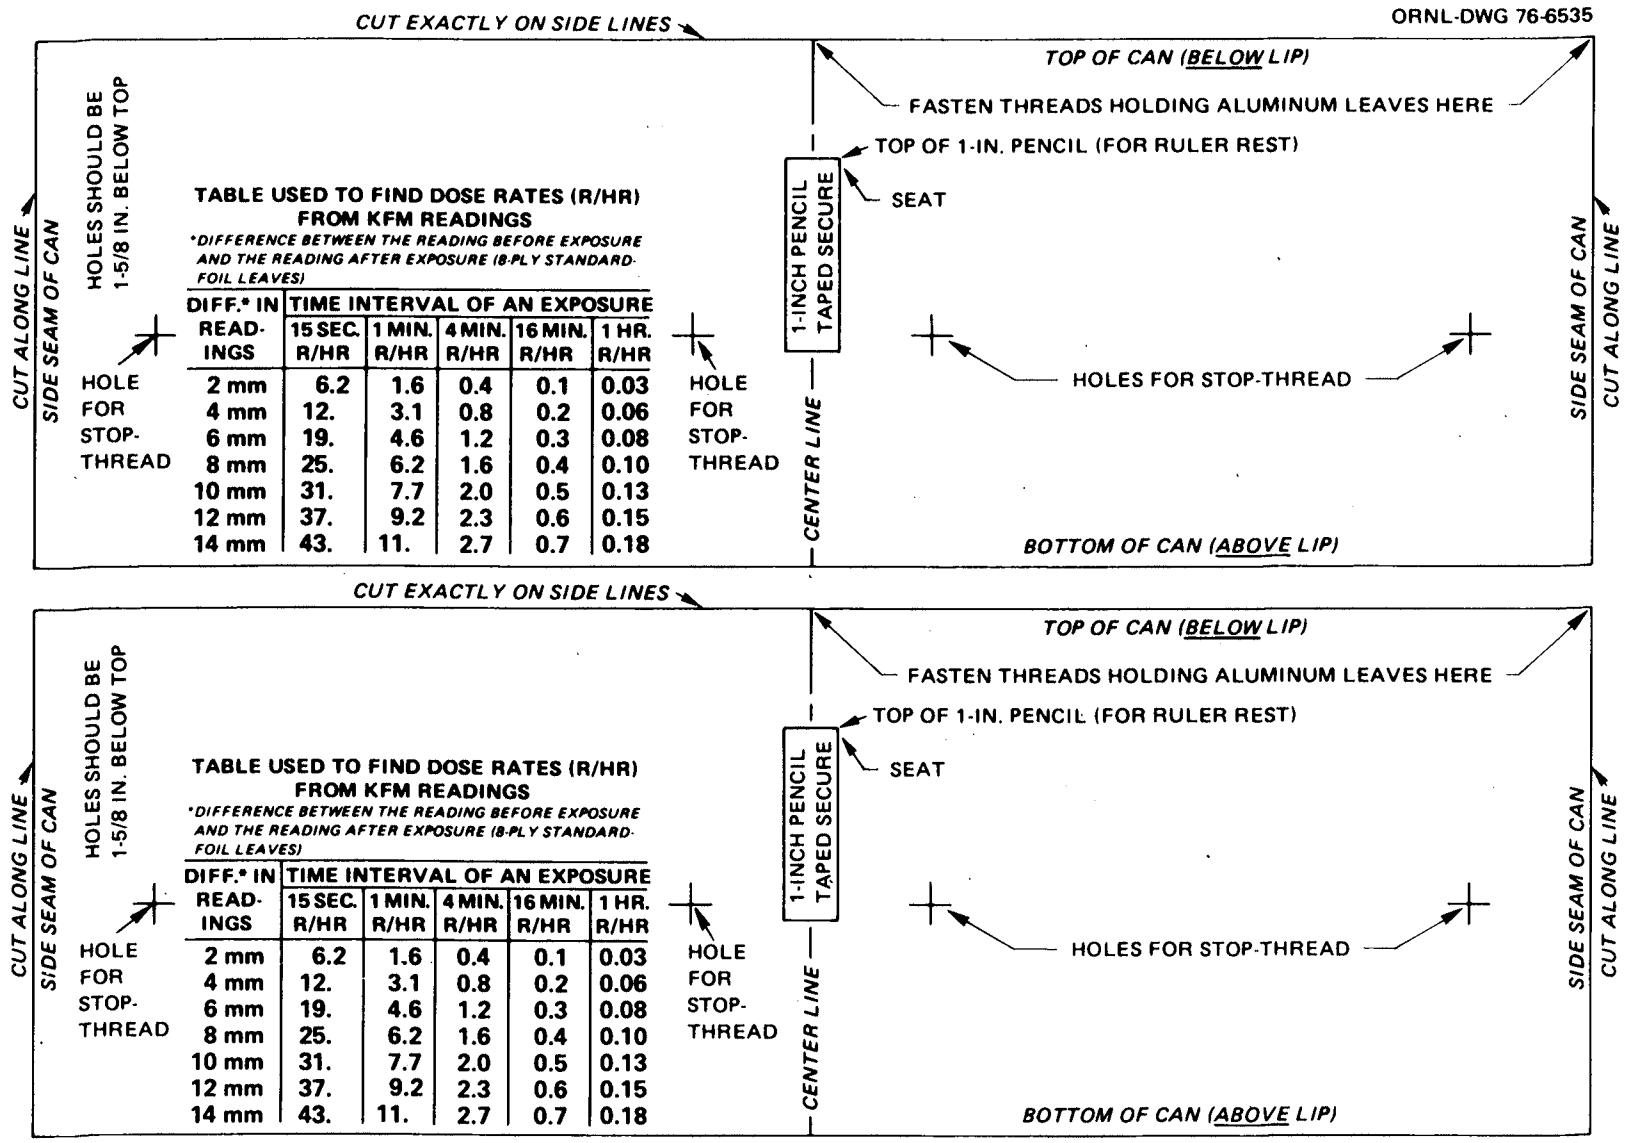 ORNL-DWG 76-6535
CUT EXACTLY ON SIDE LINES
TOP OF CAN (BELOW LIP)
FASTEN THREADS HOLDING ALUMINUM LEAVES HERE
TOP OF 1-IN. PENCIL (FOR RULER REST)
SEAT
1-INCH PENCIL
TAPED SECURE
CENTER LINE
CUT ALONG LINE
SIDE SEAM OF CAN
HOLES SHOULD BE
1-5/8 IN. BELOW TOP
HOLE
FOR
STOP-
THREAD
TABLE USED TO FIND DOSE RATES (R/HR)
FROM KFM READINGS
*DIFFERENCE BETWEEN THE READING BEFORE EXPOSURE
AND THE READING AFTER EXPOSURE (8-PLY STANDARD-
FOIL LEAVES)
DIFF.* IN TIME INTERVAL OF AN EXPOSURE
READ- 15 SEC. 1 MIN. 4 MIN. 16 MIN. 1 HR.
INGS R/HR R/HR R/HR R/HR R/HR
2 mm 6.2 1.6 0.4 0.1 0.03
4 mm 12. 3.1 0.8 0.2 0.06
6 mm 19. 4.6 1.2 0.3 0.08
8 mm 25. 6.2 1.6 0.4 0.10
10 mm 31. 7.7 2.0 0.5 0.13
12 mm 37. 9.2 2.3 0.6 0.15
14 mm 43. 11. 2.7 0.7 0.18
HOLE
FOR
STOP-
THREAD
HOLES FOR STOP-THREAD
SIDE SEAM OF CAN
CUT ALONG LINE
BOTTOM OF CAN (ABOVE LIP)
CUT EXACTLY ON SIDE LINES
TOP OF CAN (BELOW LIP)
FASTEN THREADS HOLDING ALUMINUM LEAVES HERE
TOP OF 1-IN. PENCIL (FOR RULER REST)
SEAT
1-INCH PENCIL
TAPED SECURE
CENTER LINE
CUT ALONG LINE
SIDE SEAM OF CAN
HOLES SHOULD BE
1-5/8 IN. BELOW TOP
HOLE
FOR
STOP-
THREAD
TABLE USED TO FIND DOSE RATES (R/HR)
FROM KFM READINGS
*DIFFERENCE BETWEEN THE READING BEFORE EXPOSURE
AND THE READING AFTER EXPOSURE (8-PLY STANDARD-
FOIL LEAVES)
DIFF.* IN TIME INTERVAL OF AN EXPOSURE
READ- 15 SEC. 1 MIN. 4 MIN. 16 MIN. 1 HR.
INGS R/HR R/HR R/HR R/HR R/HR
2 mm 6.2 1.6 0.4 0.1 0.03
4 mm 12. 3.1 0.8 0.2 0.06
6 mm 19. 4.6 1.2 0.3 0.08
8 mm 25. 6.2 1.6 0.4 0.10
10 mm 31. 7.7 2.0 0.5 0.13
12 mm 37. 9.2 2.3 0.6 0.15
14 mm 43. 11. 2.7 0.7 0.18
HOLE
FOR
STOP-
THREAD
HOLES FOR STOP-THREAD
SIDE SEAM OF CAN
CUT ALONG LINE
BOTTOM OF CAN (ABOVE LIP)